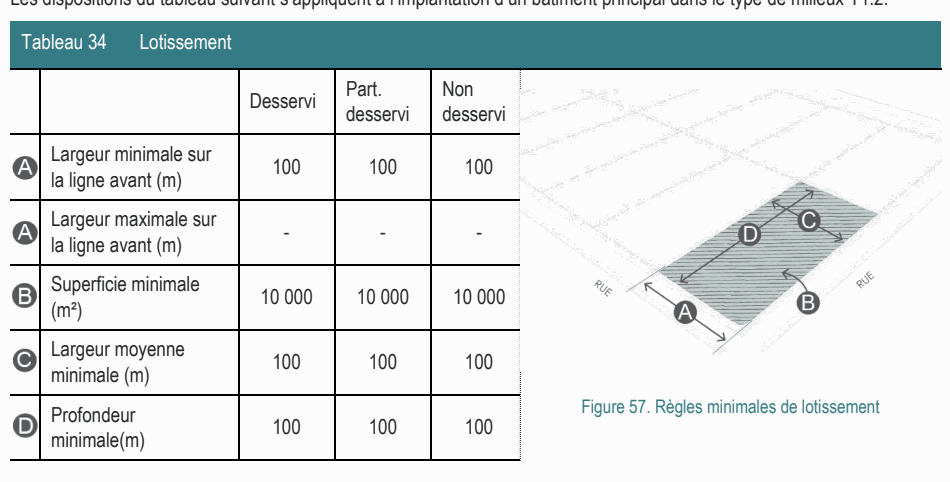 Les dispositions du tableau suivant s'appliquent à l'implantation d'un bâtiment principal dans le type de milieux T1.2.
Tableau 34 Lotissement
Desservi
Part.
desservi
Non
desservi
A Largeur minimale sur
la ligne avant (m) 100 100 100
A Largeur maximale sur
la ligne avant (m) - - -
B Superficie minimale
(m²) 10 000 10 000 10 000
C Largeur moyenne
minimale (m) 100 100 100
D Profondeur
minimale(m) 100 100 100
C
D
RUE
RUE
B
A
Figure 57. Règles minimales de lotissement